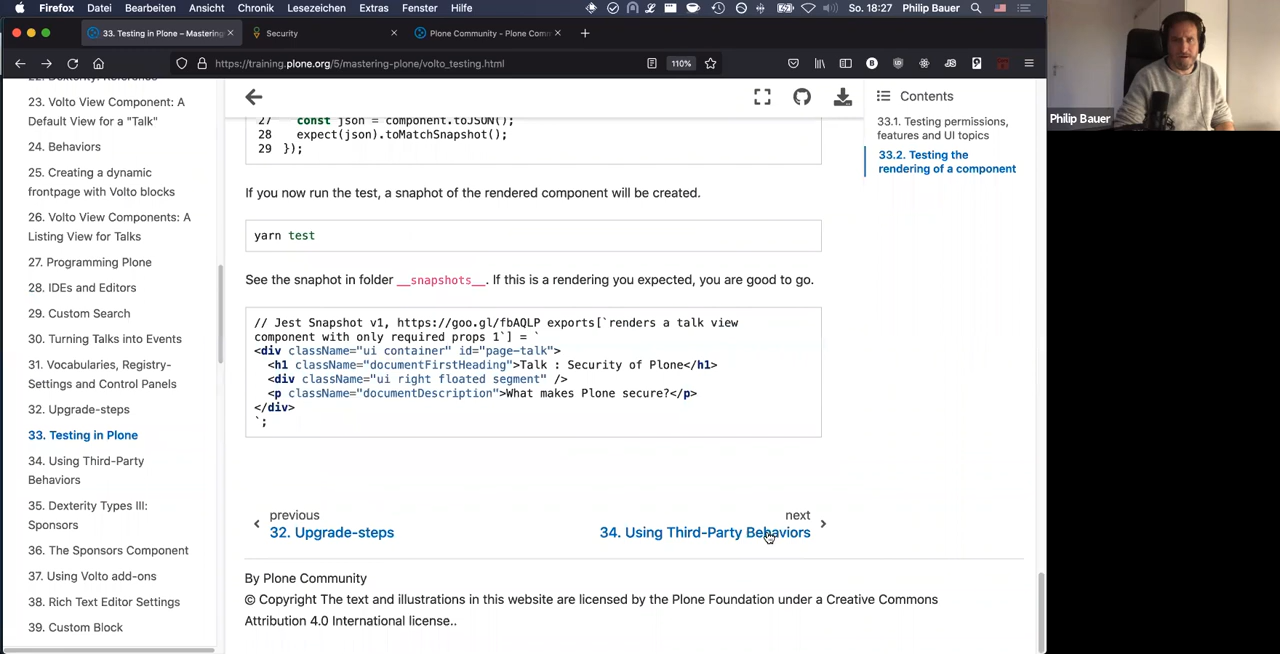 Firefox Datei Bearbeiten Ansicht Chronik Lesezeichen Extras Fenster Hilfe So. 18:27 Philip Bauer
33. Testing in Plone – Mastering
Security
Plone Community - Plone Comm
https://training.plone.org/5/mastering-plone/volto_testing.html
110%
23. Volto View Component: A
Default View for a "Talk"
24. Behaviors
25. Creating a dynamic
frontpage with Volto blocks
26. Volto View Components: A
Listing View for Talks
27. Programming Plone
28. IDEs and Editors
29. Custom Search
30. Turning Talks into Events
31. Vocabularies, Registry-
Settings and Control Panels
32. Upgrade-steps
33. Testing in Plone
34. Using Third-Party
Behaviors
35. Dexterity Types III:
Sponsors
36. The Sponsors Component
37. Using Volto add-ons
38. Rich Text Editor Settings
39. Custom Block
27 const json = component.toJSON();
28 expect(json).toMatchSnapshot();
29 });
If you now run the test, a snaphot of the rendered component will be created.
yarn test
See the snaphot in folder __snapshots__. If this is a rendering you expected, you are good to go.
// Jest Snapshot v1, https://goo.gl/fbAQLP exports[`renders a talk view
component with only required props 1`] = `
<div className="ui container" id="page-talk">
<h1 className="documentFirstHeading">Talk : Security of Plone</h1>
<div className="ui right floated segment" />
<p className="documentDescription">What makes Plone secure?</p>
</div>
`;
previous
32. Upgrade-steps
next
34. Using Third-Party Behaviors
By Plone Community
© Copyright The text and illustrations in this website are licensed by the Plone Foundation under a Creative Commons
Attribution 4.0 International license..
Contents
33.1. Testing permissions,
features and UI topics
33.2. Testing the
rendering of a component
Philip Bauer